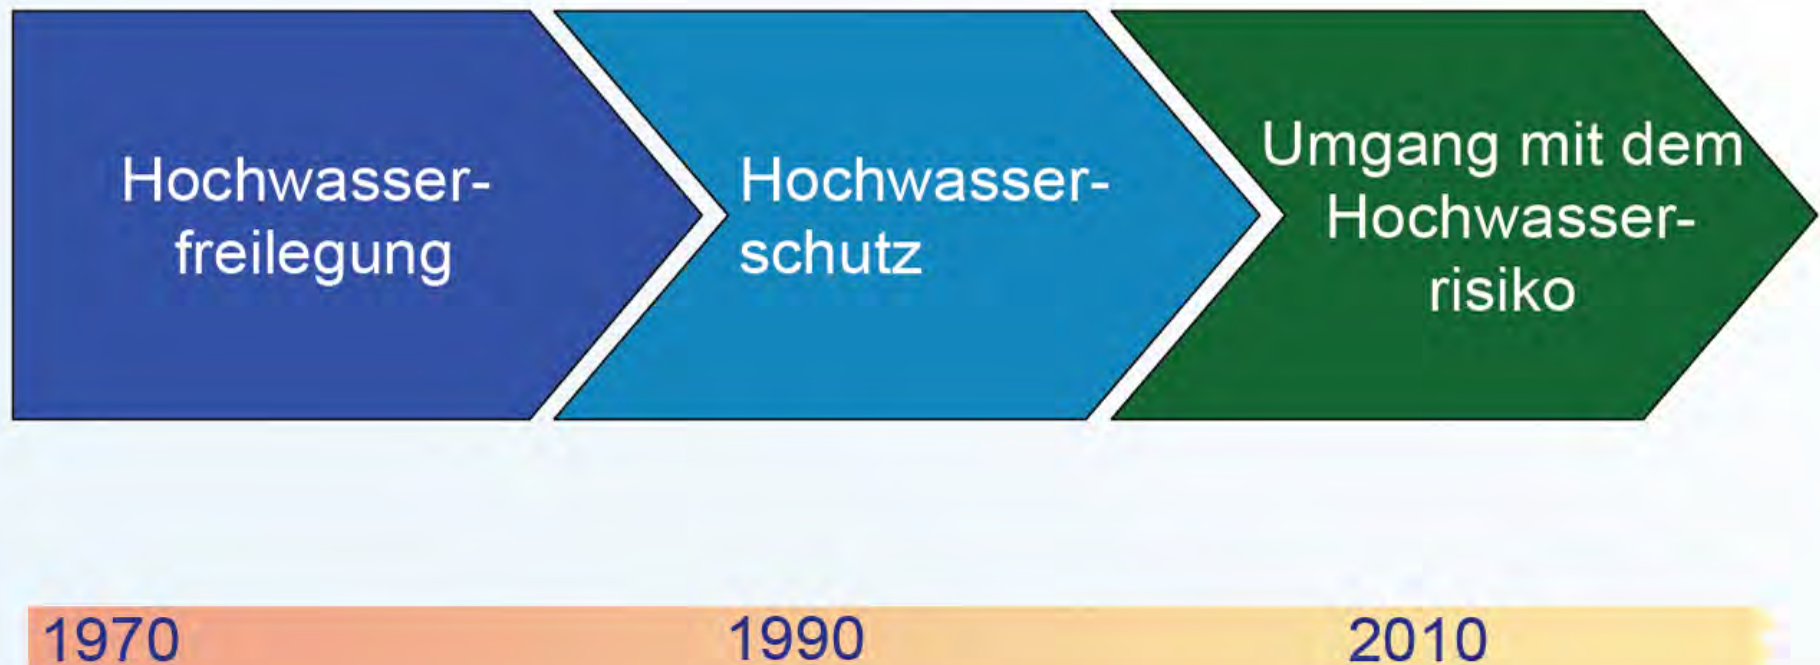 Hochwasser-
freilegung
Hochwasser-
schutz
Umgang mit dem
Hochwasser-
risiko
1970
1990
2010